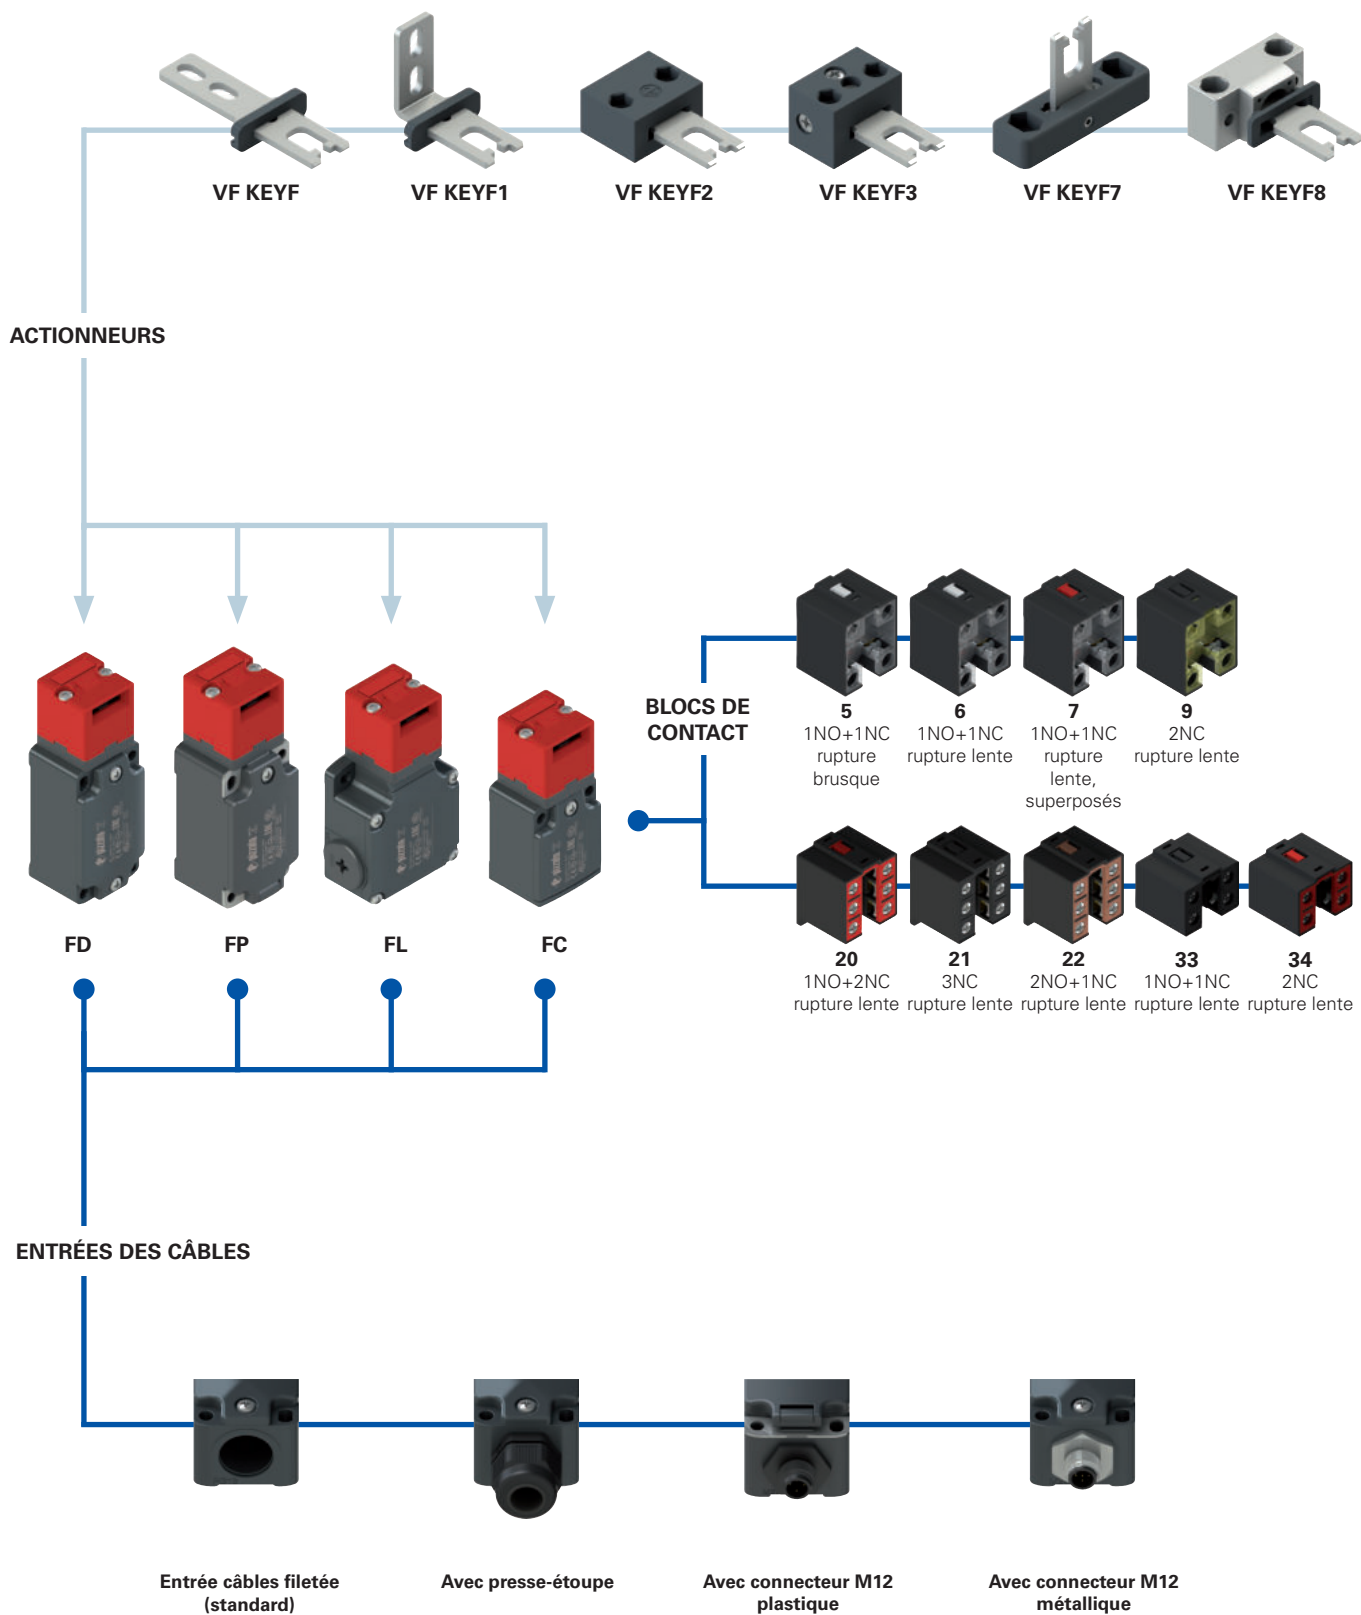 VF KEYF
VF KEYF1
VF KEYF2
VF KEYF3
VF KEYF7
VF KEYF8
ACTIONNEURS
BLOCS DE
CONTACT
5
1NO+1NC
rupture
brusque
6
1NO+1NC
rupture lente
7
1NO+1NC
rupture
lente,
superposés
9
2NC
rupture lente
FD
FP
FL
FC
20
1NO+2NC
rupture lente
21
3NC
rupture lente
22
2NO+1NC
rupture lente
33
1NO+1NC
rupture lente
34
2NC
rupture lente
ENTRÉES DES CÂBLES
Entrée câbles filetée
(standard)
Avec presse-étoupe
Avec connecteur M12
plastique
Avec connecteur M12
métallique